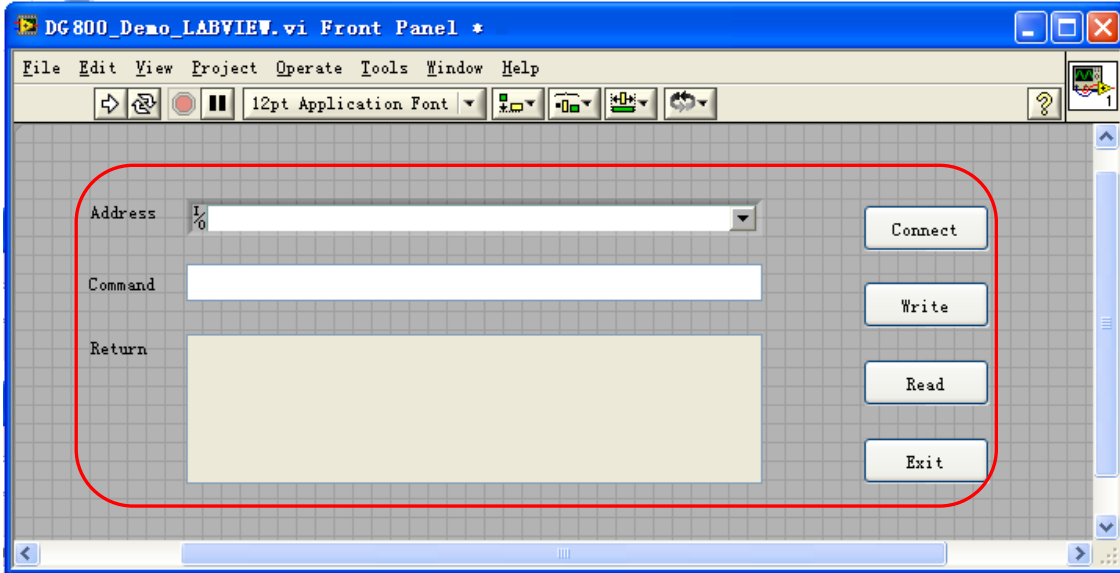 DG800_Demo_LABVIEW.vi Front Panel *
File Edit View Project Operate Tools Window Help
12pt Application Font
1
Address
I/O
Connect
Command
Write
Return
Read
Exit